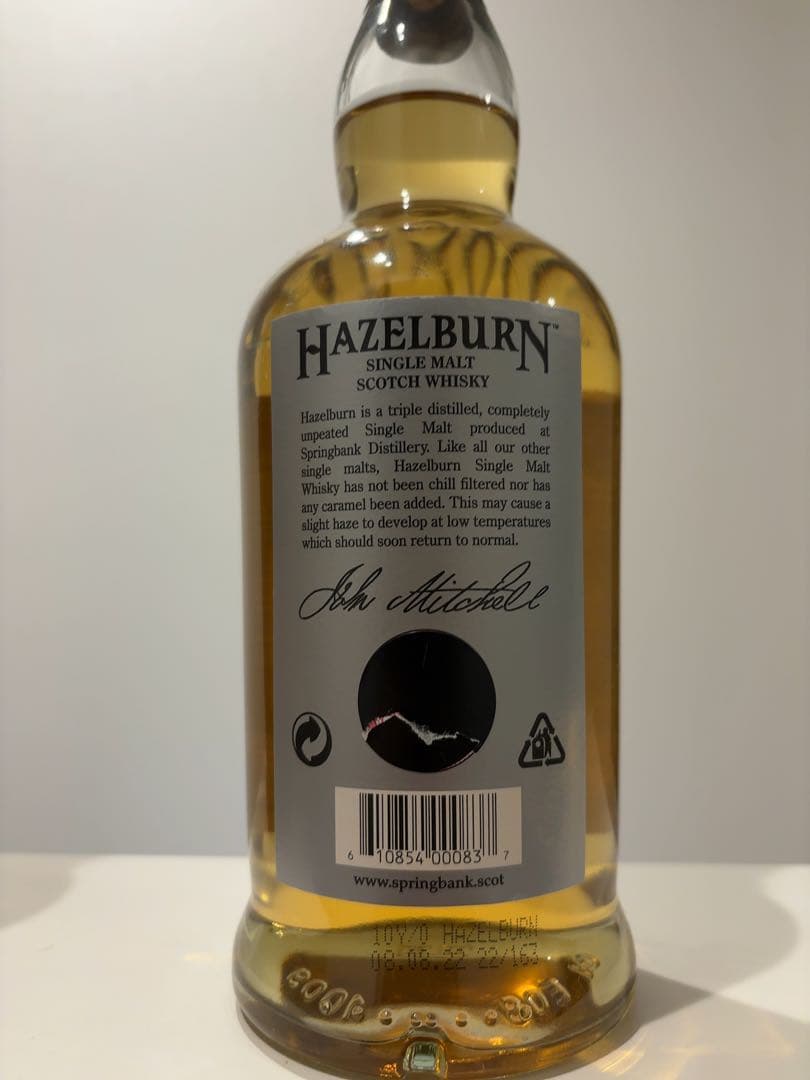 HAZELBURN™
SINGLE MALT
SCOTCH WHISKY
Hazelburn is a triple distilled, completely
unpeated Single Malt produced at
Springbank Distillery. Like all our other
single malts, Hazelburn Single Malt
Whisky has not been chill filtered nor has
any caramel been added. This may cause a
slight haze to develop at low temperatures
which should soon return to normal.
John Mitchell
6 10854 00083 7
www.springbank.scot
10Y/O HAZELBURN
08.08.22 22/163